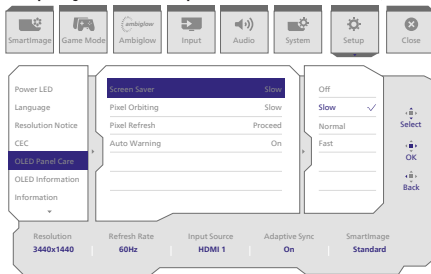 SmartImage Game Mode Ambiglow Input Audio System Setup Close
ambiglow
Power LED
Language
Resolution Notice
CEC
OLED Panel Care
OLED Information
Information
Screen Saver Slow
Pixel Orbiting Slow
Pixel Refresh Proceed
Auto Warning On
Off
Slow
Normal
Fast
Select
OK
Back
Resolution Refresh Rate Input Source Adaptive Sync SmartImage
3440x1440 60Hz HDMI 1 On Standard